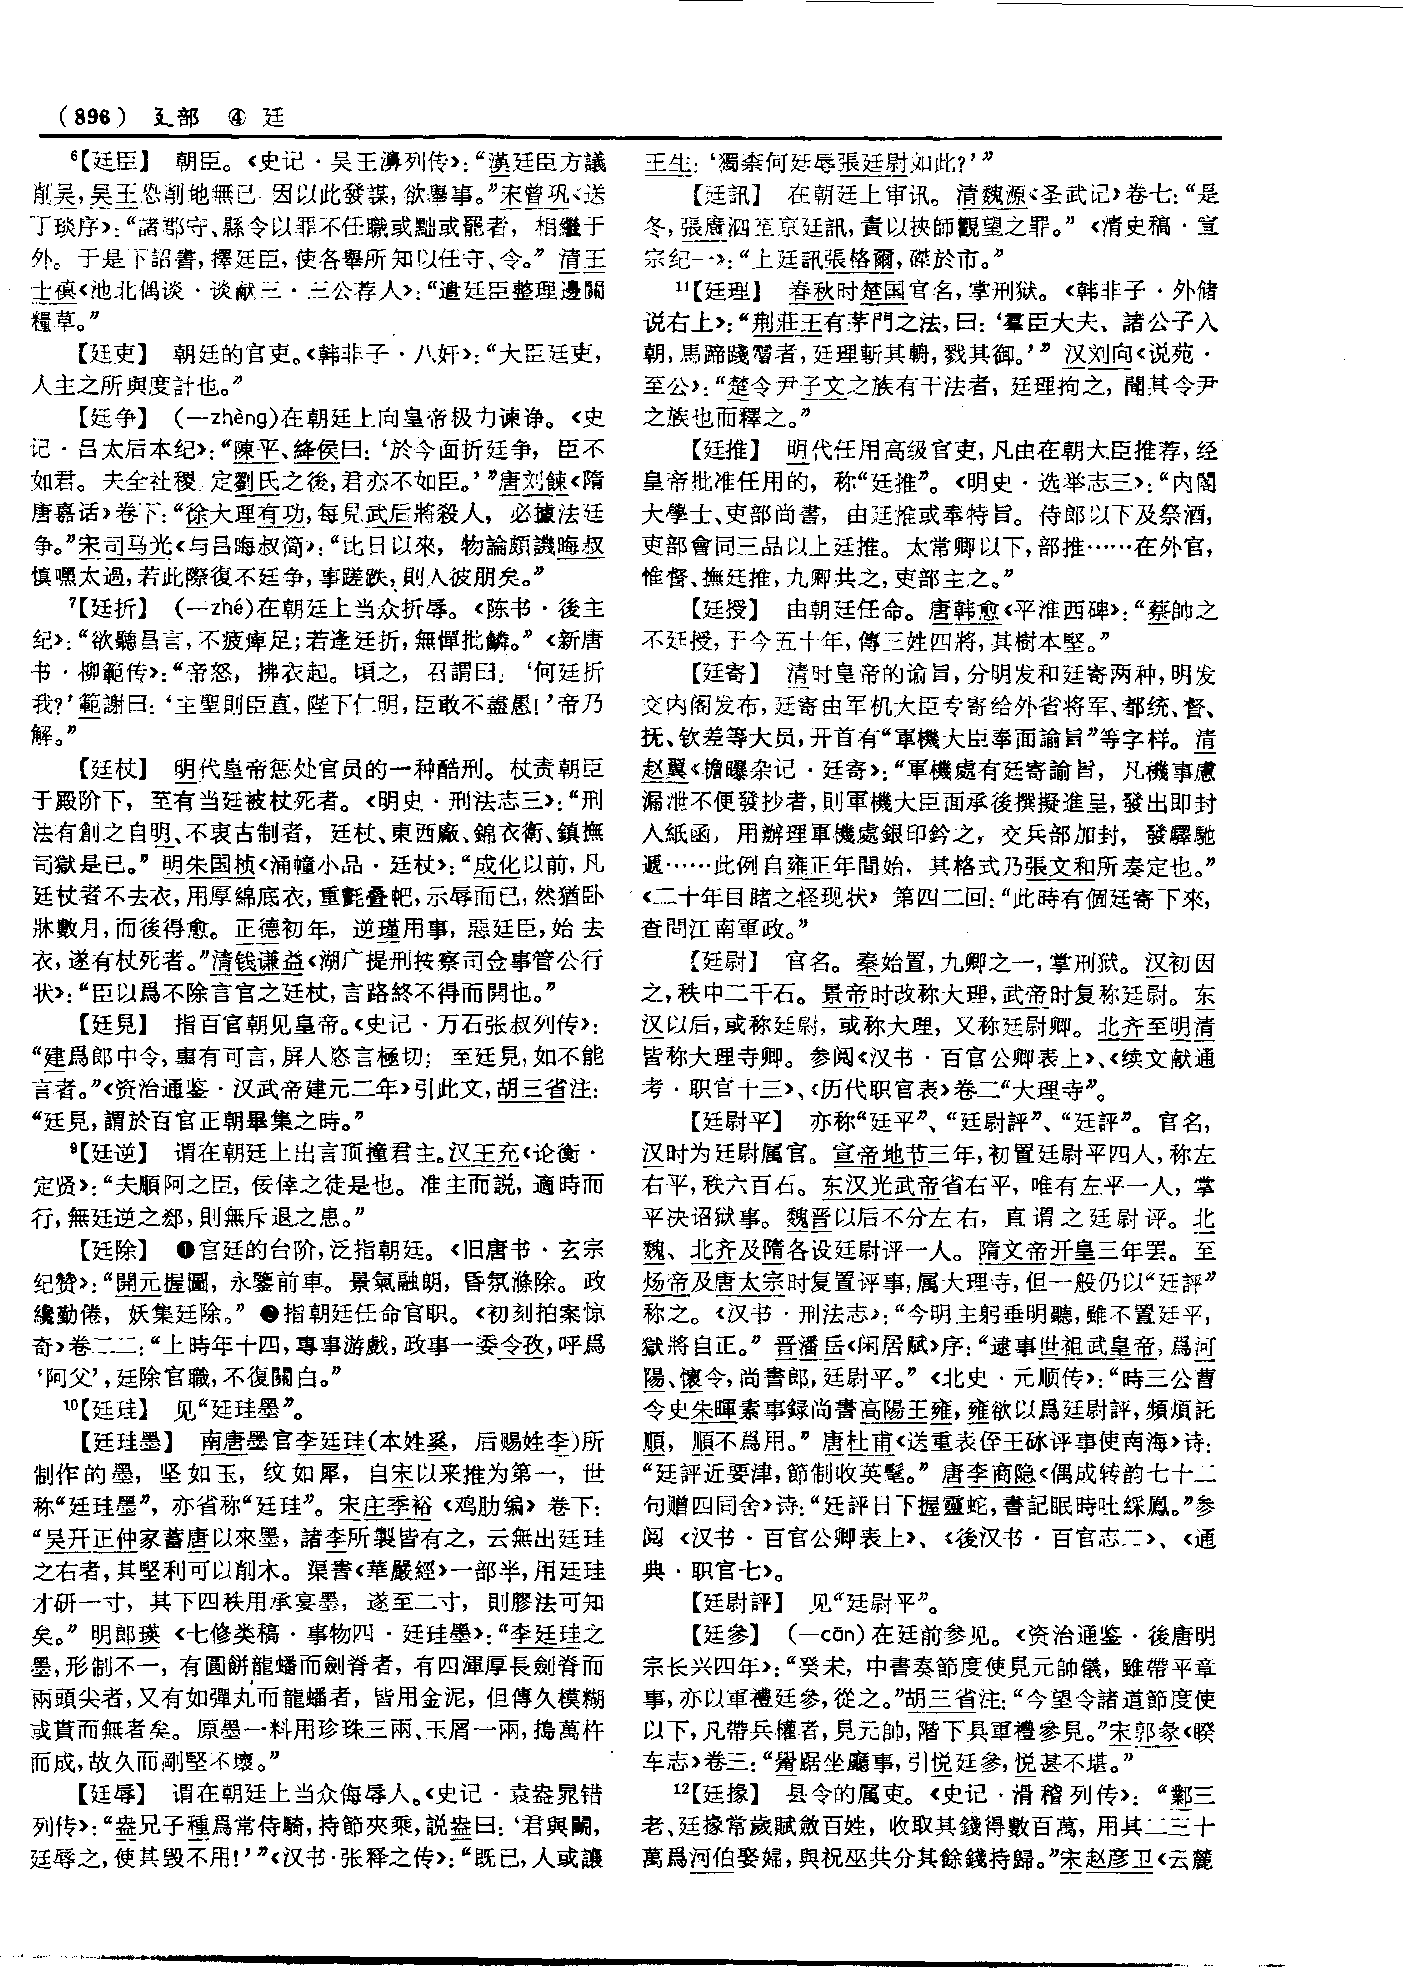 （896） 廴部 ④ 廷
⁶【廷臣】 朝臣。《史记·吴王濞列传》：“漢廷臣方議
削吴，吴王恐削地無已 因以此發謀，欲舉事。”宋曾巩《送
丁琰序》：“諸郡守、縣令以罪不任職或黜或罷者，相繼于
外。于是下詔書，擇廷臣，使各舉所知以任守、令。”清王
士禛《池北偶谈·谈献三·三公荐人》：“遣廷臣整理邊關
糧草。”
【廷吏】 朝廷的官吏。《韩非子·八奸》：“大臣廷吏，
人主之所與度計也。”
【廷争】 （—zhèng）在朝廷上向皇帝极力谏诤。《史
记·吕太后本纪》：“陳平、絳侯曰：‘於今面折廷争，臣不
如君。夫全社稷 定劉氏之後，君亦不如臣。’”唐刘餗《隋
唐嘉话》卷下：“徐大理有功，每見武后將殺人，必據法廷
争。”宋司马光《与吕晦叔简》：“比日以來，物論頗譏晦叔
慎嘿太過，若此際復不廷争，事蹉跌，則入彼朋矣。”
⁷【廷折】 （—zhé）在朝廷上当众折辱。《陈书·後主
纪》：“欲聽昌言，不疲痺足；若逢廷折，無憚批鱗。”《新唐
书·柳範传》：“帝怒，拂衣起。頃之，召謂曰：‘何廷折
我？’範謝曰：‘主聖則臣直，陛下仁明，臣敢不盡愚！’帝乃
解。”
【廷杖】 明代皇帝惩处官员的一种酷刑。杖责朝臣
于殿阶下，至有当廷被杖死者。《明史·刑法志三》：“刑
法有創之自明、不衷古制者，廷杖、東西廠、錦衣衛、鎮撫
司獄是已。”明朱国桢《涌幢小品·廷杖》：“成化以前，凡
廷杖者不去衣，用厚綿底衣，重氈叠帊，示辱而已，然猶卧
牀數月，而後得愈。正德初年，逆瑾用事，惡廷臣，始去
衣，遂有杖死者。”清钱谦益《湖广提刑按察司佥事管公行
状》：“臣以爲不除言官之廷杖，言路終不得而開也。”
【廷見】 指百官朝见皇帝。《史记·万石张叔列传》：
“建爲郎中令，事有可言，屏人恣言極切；至廷見，如不能
言者。”《资治通鉴·汉武帝建元二年》引此文，胡三省注：
“廷見，謂於百官正朝畢集之時。”
⁹【廷逆】 谓在朝廷上出言顶撞君主。汉王充《论衡·
定贤》：“夫順阿之臣，佞倖之徒是也。准主而説，適時而
行，無廷逆之郄，則無斥退之患。”
【廷除】 ❶宫廷的台阶，泛指朝廷。《旧唐书·玄宗
纪赞》：“開元握圖，永鑒前車。景氣融朗，昏氛滌除。政
纔勤倦，妖集廷除。”❷指朝廷任命官职。《初刻拍案惊
奇》卷二二：“上時年十四，專事游戲，政事一委令孜，呼爲
‘阿父’，廷除官職，不復關白。”
¹⁰【廷珪】 见“廷珪墨”。
【廷珪墨】 南唐墨官李廷珪（本姓奚，后赐姓李）所
制作的墨，坚如玉，纹如犀，自宋以来推为第一，世
称“廷珪墨”，亦省称“廷珪”。宋庄季裕《鸡肋编》卷下：
“吴开正仲家蓄唐以來墨，諸李所製皆有之，云無出廷珪
之右者，其堅利可以削木。渠書《華嚴經》一部半，用廷珪
才研一寸，其下四秩用承宴墨，遂至二寸，則膠法可知
矣。”明郎瑛《七修类稿·事物四·廷珪墨》：“李廷珪之
墨，形制不一，有圓餅龍蟠而劍脊者，有四渾厚長劍脊而
兩頭尖者，又有如彈丸而龍蟠者，皆用金泥，但傳久模糊
或貫而無者矣。原墨一料用珍珠三兩、玉屑一兩，搗萬杵
而成，故久而剛堅不壞。”
【廷辱】 谓在朝廷上当众侮辱人。《史记·袁盎晁错
列传》：“盎兄子種爲常侍騎，持節夾乘，説盎曰：‘君與鬭，
廷辱之，使其毁不用！’”《汉书·张释之传》：“既已，人或讓
王生：‘獨柰何廷辱張廷尉如此？’”
【廷訊】 在朝廷上审讯。清魏源《圣武记》卷七：“是
冬，張廣泗至京廷訊，責以挾師觀望之罪。”《清史稿·宣
宗纪一》：“上廷訊張格爾，磔於市。”
¹¹【廷理】 春秋时楚国官名，掌刑狱。《韩非子·外储
说右上》：“荆莊王有茅門之法，曰：‘羣臣大夫、諸公子入
朝，馬蹄踐霤者，廷理斬其輈，戮其御。’”汉刘向《说苑·
至公》：“楚令尹子文之族有干法者，廷理拘之，聞其令尹
之族也而釋之。”
【廷推】 明代任用高级官吏，凡由在朝大臣推荐，经
皇帝批准任用的，称“廷推”。《明史·选举志三》：“内閣
大學士、吏部尚書，由廷推或奉特旨。侍郎以下及祭酒，
吏部會同三品以上廷推。太常卿以下，部推……在外官，
惟督、撫廷推，九卿共之，吏部主之。”
【廷授】 由朝廷任命。唐韩愈《平淮西碑》：“蔡帥之
不廷授，于今五十年，傳三姓四將，其樹本堅。”
【廷寄】 清时皇帝的谕旨，分明发和廷寄两种，明发
交内阁发布，廷寄由军机大臣专寄给外省将军、都统、督、
抚、钦差等大员，开首有“軍機大臣奉面諭旨”等字样。清
赵翼《檐曝杂记·廷寄》：“軍機處有廷寄諭旨，凡機事慮
漏泄不便發抄者，則軍機大臣面承後撰擬進呈，發出即封
入紙函，用辦理軍機處銀印鈐之，交兵部加封，發驛馳
遞……此例自雍正年間始，其格式乃張文和所奏定也。”
《二十年目睹之怪现状》第四二回：“此時有個廷寄下來，
查問江南軍政。”
【廷尉】 官名。秦始置，九卿之一，掌刑狱。汉初因
之，秩中二千石。景帝时改称大理，武帝时复称廷尉。东
汉以后，或称廷尉，或称大理，又称廷尉卿。北齐至明清
皆称大理寺卿。参阅《汉书·百官公卿表上》、《续文献通
考·职官十三》、《历代职官表》卷二“大理寺”。
【廷尉平】 亦称“廷平”、“廷尉評”、“廷評”。官名，
汉时为廷尉属官。宣帝地节三年，初置廷尉平四人，称左
右平，秩六百石。东汉光武帝省右平，唯有左平一人，掌
平决诏狱事。魏晋以后不分左右，直谓之廷尉评。北
魏、北齐及隋各设廷尉评一人。隋文帝开皇三年罢。至
炀帝及唐太宗时复置评事，属大理寺，但一般仍以“廷評”
称之。《汉书·刑法志》：“今明主躬垂明聽，雖不置廷平，
獄將自正。”晋潘岳《闲居赋》序：“逮事世祖武皇帝，爲河
陽、懷令，尚書郎，廷尉平。”《北史·元顺传》：“時三公曹
令史朱暉素事録尚書高陽王雍，雍欲以爲廷尉評，頻煩託
順，順不爲用。”唐杜甫《送重表侄王砅评事使南海》诗：
“廷評近要津，節制收英髦。”唐李商隐《偶成转韵七十二
句赠四同舍》诗：“廷評日下握靈蛇，書記眠時吐綵鳳。”参
阅《汉书·百官公卿表上》、《後汉书·百官志二》、《通
典·职官七》。
【廷尉評】 见“廷尉平”。
【廷參】 （—cān）在廷前参见。《资治通鉴·後唐明
宗长兴四年》：“癸未，中書奏節度使見元帥儀，雖帶平章
事，亦以軍禮廷參，從之。”胡三省注：“今望令諸道節度使
以下，凡帶兵權者，見元帥，階下具軍禮參見。”宋郭彖《睽
车志》卷三：“觷踞坐廳事，引悦廷參，悦甚不堪。”
¹²【廷掾】 县令的属吏。《史记·滑稽列传》：“鄴三
老、廷掾常歲賦斂百姓，收取其錢得數百萬，用其二三十
萬爲河伯娶婦，與祝巫共分其餘錢持歸。”宋赵彦卫《云麓